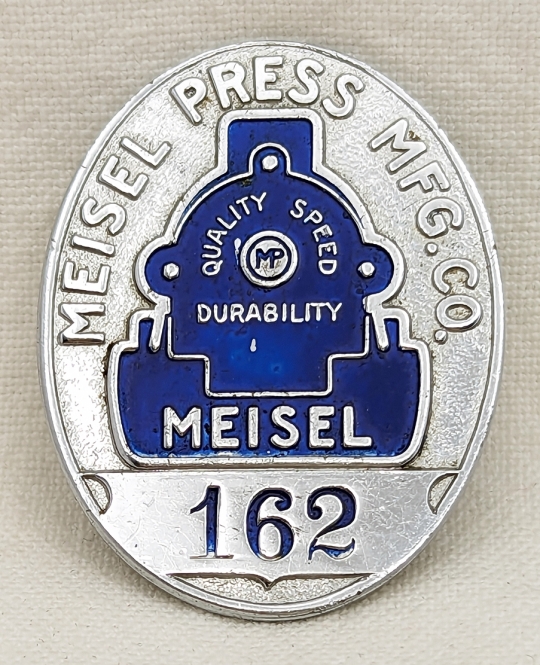 MEISEL PRESS MFG. CO.
QUALITY SPEED
MP
DURABILITY
MEISEL
162